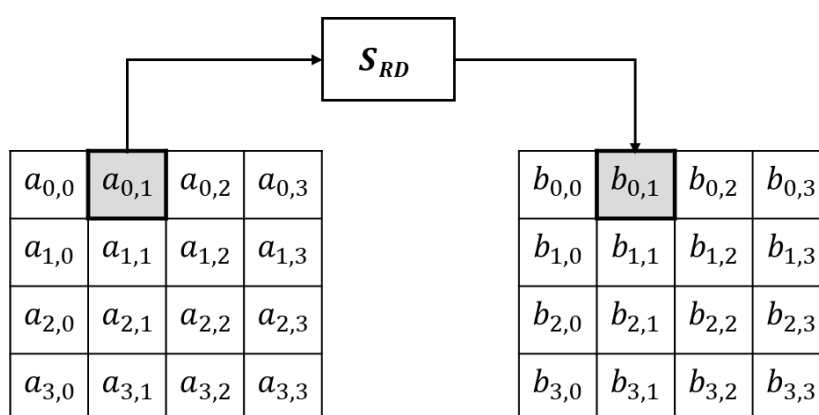 S_{RD}
a_{0,0} a_{0,1} a_{0,2} a_{0,3} b_{0,0} b_{0,1} b_{0,2} b_{0,3}
a_{1,0} a_{1,1} a_{1,2} a_{1,3} b_{1,0} b_{1,1} b_{1,2} b_{1,3}
a_{2,0} a_{2,1} a_{2,2} a_{2,3} b_{2,0} b_{2,1} b_{2,2} b_{2,3}
a_{3,0} a_{3,1} a_{3,2} a_{3,3} b_{3,0} b_{3,1} b_{3,2} b_{3,3}